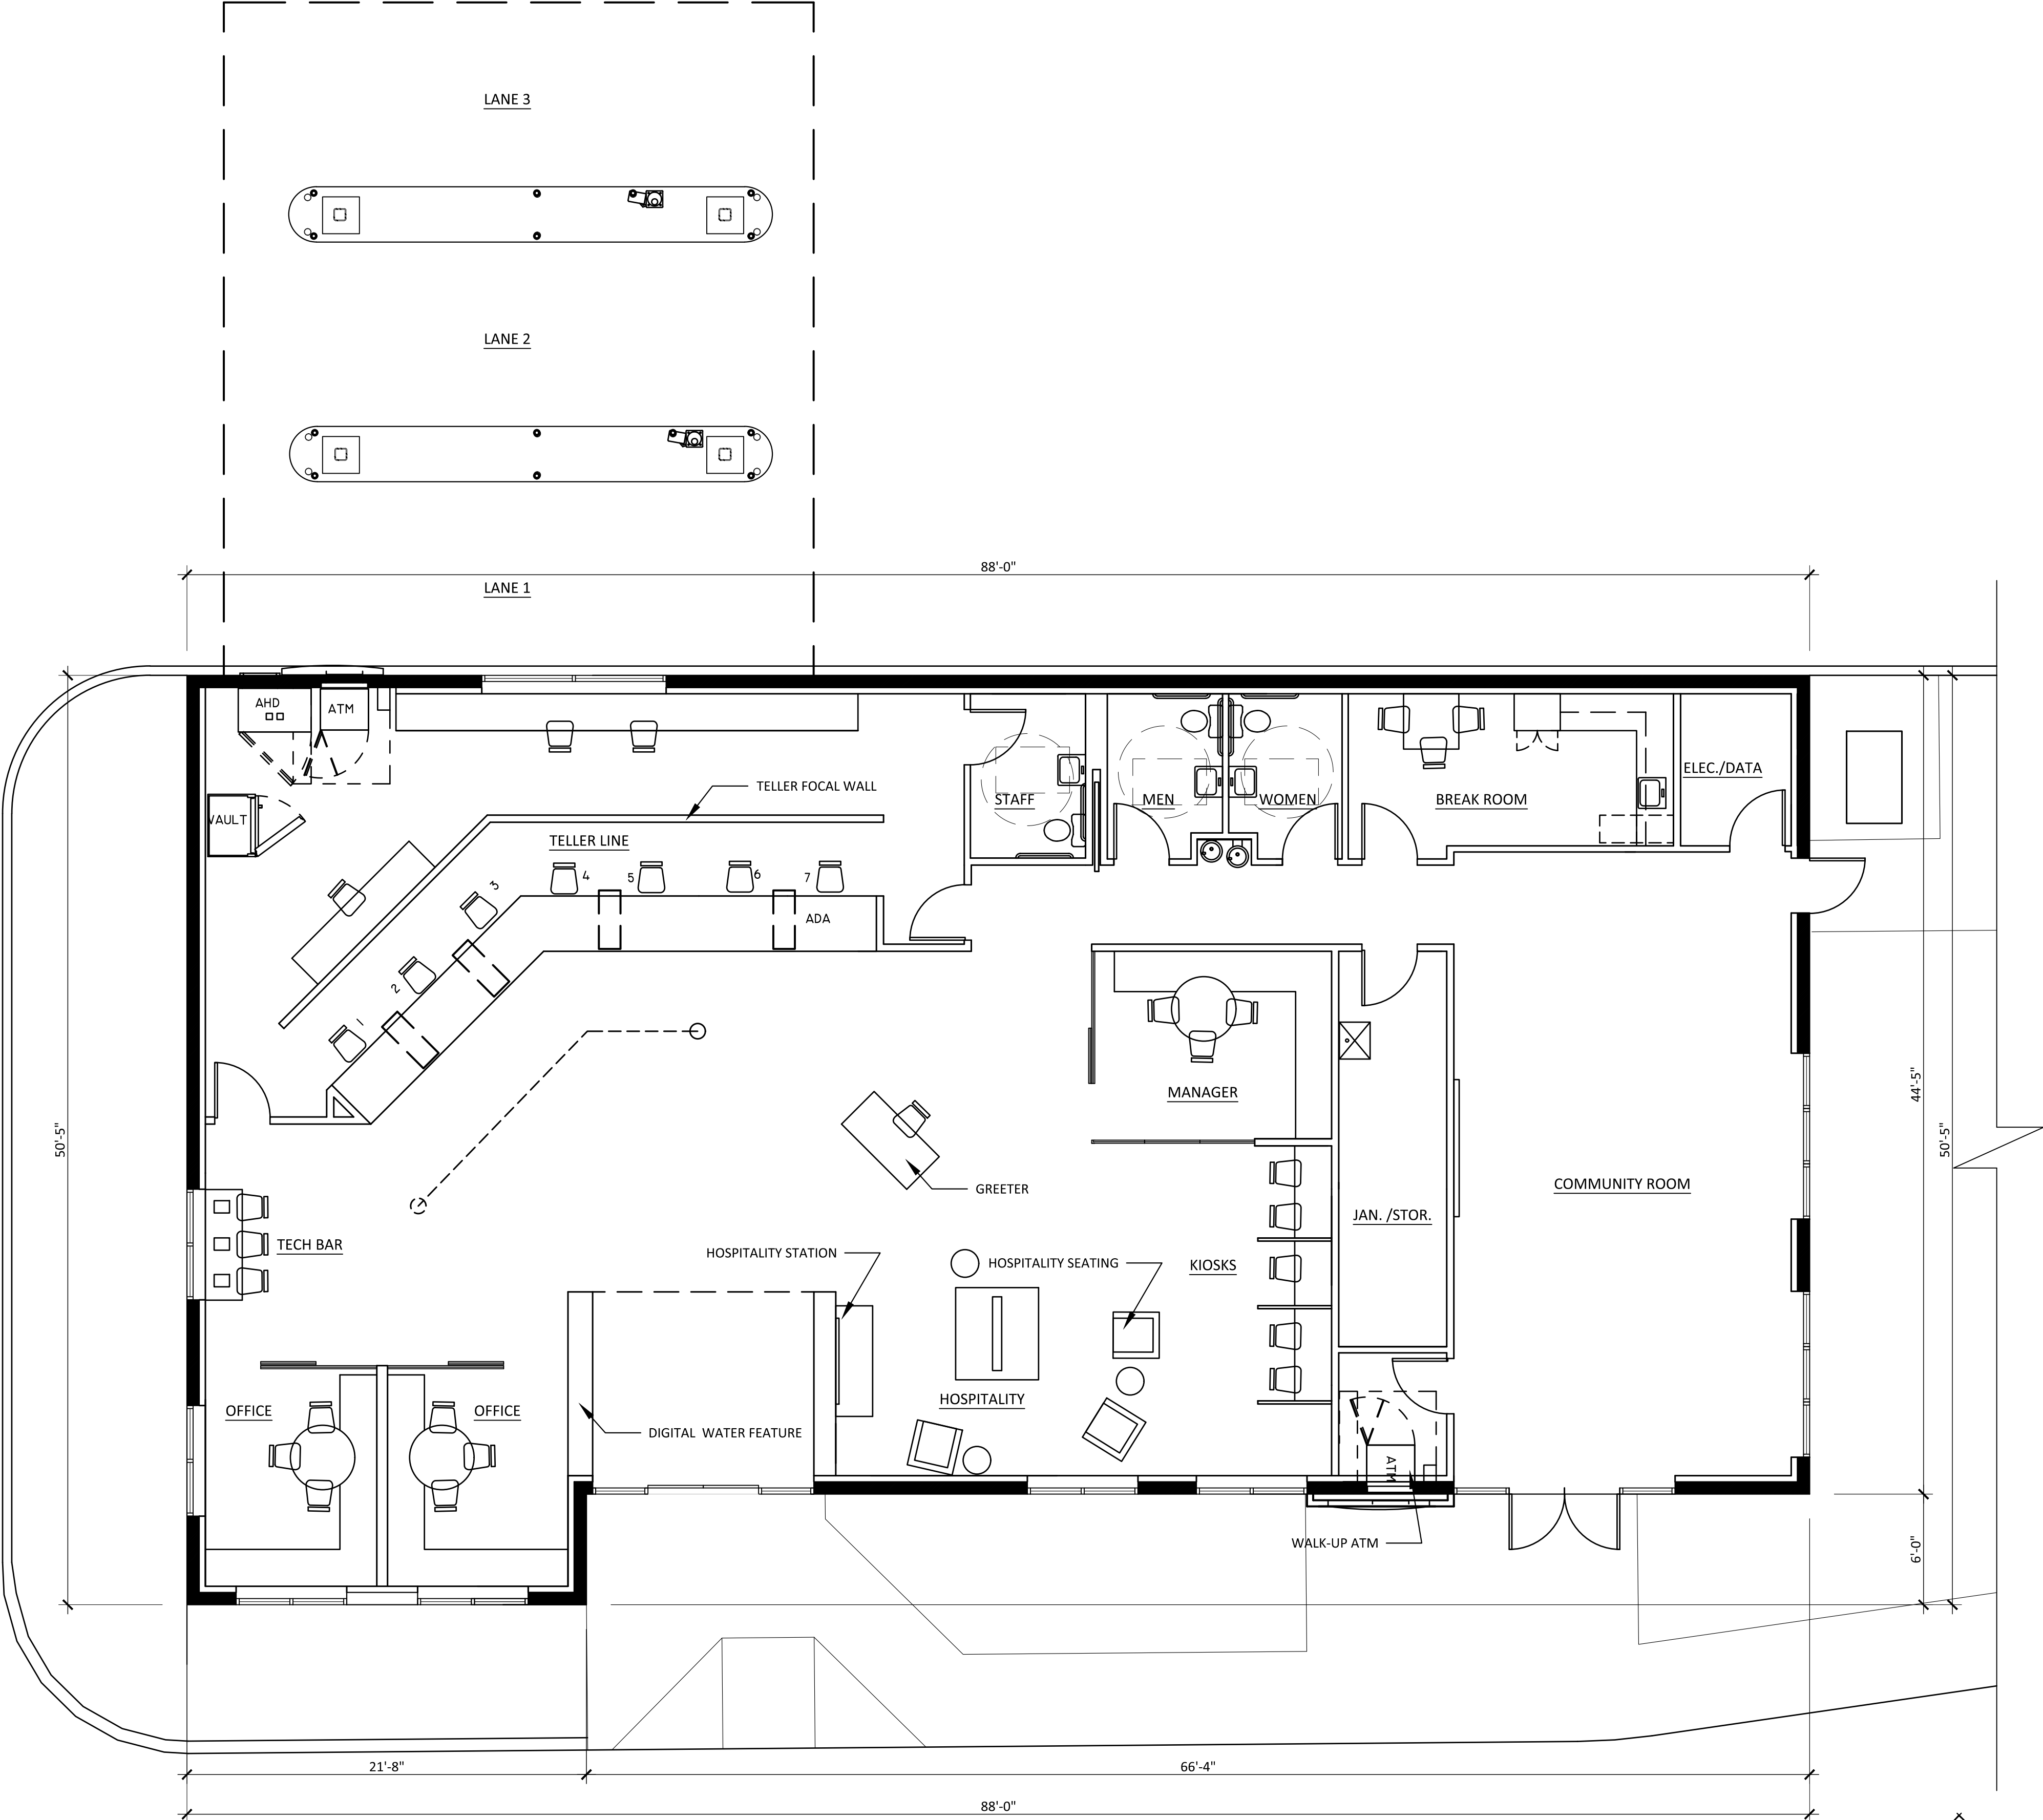 LANE 3
LANE 2
88'-0"
LANE 1
AHD
ATM
TELLER FOCAL WALL
STAFF
MEN
WOMEN
BREAK ROOM
ELEC./DATA
VAULT
TELLER LINE
4
5
6
7
3
ADA
2
1
MANAGER
44'-5"
50'-5"
50'-5"
GREETER
COMMUNITY ROOM
JAN. /STOR.
TECH BAR
HOSPITALITY STATION
HOSPITALITY SEATING
KIOSKS
HOSPITALITY
OFFICE
OFFICE
DIGITAL WATER FEATURE
ATM
WALK-UP ATM
6'-0"
21'-8"
66'-4"
88'-0"